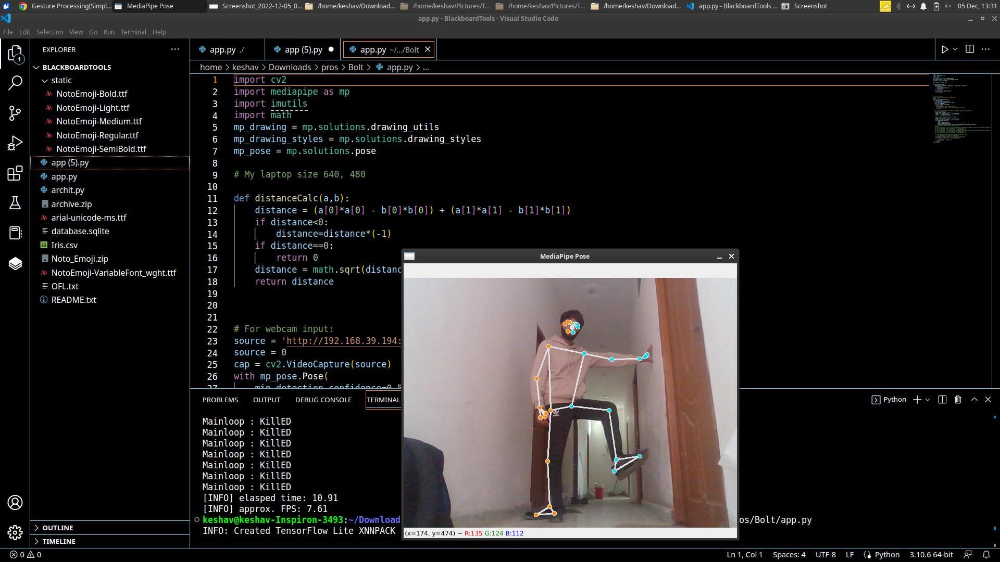 Gesture Processing(Simpl... MediaPipe Pose Screenshot_2022-12-05_0... /home/keshav/Download... /home/keshav/Pictures/T... /home/keshav/Pictures/T... /home/keshav/Download... app.py - BlackboardTools ... Screenshot 05 Dec, 13:31
app.py - BlackboardTools - Visual Studio Code
File Edit Selection View Go Run Terminal Help
EXPLORER ...
app.py ./ app (5).py app.py ~/.../Bolt
home > keshav > Downloads > pros > Bolt > app.py > ...
1
BLACKBOARDTOOLS
static
NotoEmoji-Bold.ttf
NotoEmoji-Light.ttf
NotoEmoji-Medium.ttf
NotoEmoji-Regular.ttf
NotoEmoji-SemiBold.ttf
app (5).py
app.py
archit.py
archive.zip
arial-unicode-ms.ttf
database.sqlite
Iris.csv
Noto_Emoji.zip
NotoEmoji-VariableFont_wght.ttf
OFL.txt
README.txt
OUTLINE
TIMELINE
1 import cv2
2 import mediapipe as mp
3 import imutils
4 import math
5 mp_drawing = mp.solutions.drawing_utils
6 mp_drawing_styles = mp.solutions.drawing_styles
7 mp_pose = mp.solutions.pose
8
9 # My laptop size 640, 480
10
11 def distanceCalc(a,b):
12 distance = (a[0]*a[0] - b[0]*b[0]) + (a[1]*a[1] - b[1]*b[1])
13 if distance<0:
14 distance=distance*(-1)
15 if distance==0:
16 return 0
17 distance = math.sqrt(distanc
18 return distance
19
20
21
22 # For webcam input:
23 source = 'http://192.168.39.194:
24 source = 0
25 cap = cv2.VideoCapture(source)
26 with mp_pose.Pose(
27 min_detection_confidence=0.5
MediaPipe Pose
(x=174, y=474) ~ R:135 G:124 B:112
PROBLEMS OUTPUT DEBUG CONSOLE TERMINAL Python
Mainloop : KillED
Mainloop : KillED
Mainloop : KillED
Mainloop : KillED
Mainloop : KillED
Mainloop : KillED
Mainloop : KillED
[INFO] elasped time: 10.91
[INFO] approx. FPS: 7.61
keshav@keshav-Inspiron-3493:~/Download os/Bolt/app.py
INFO: Created TensorFlow Lite XNNPACK
0 0 Ln 1, Col 1 Spaces: 4 UTF-8 LF Python 3.10.6 64-bit